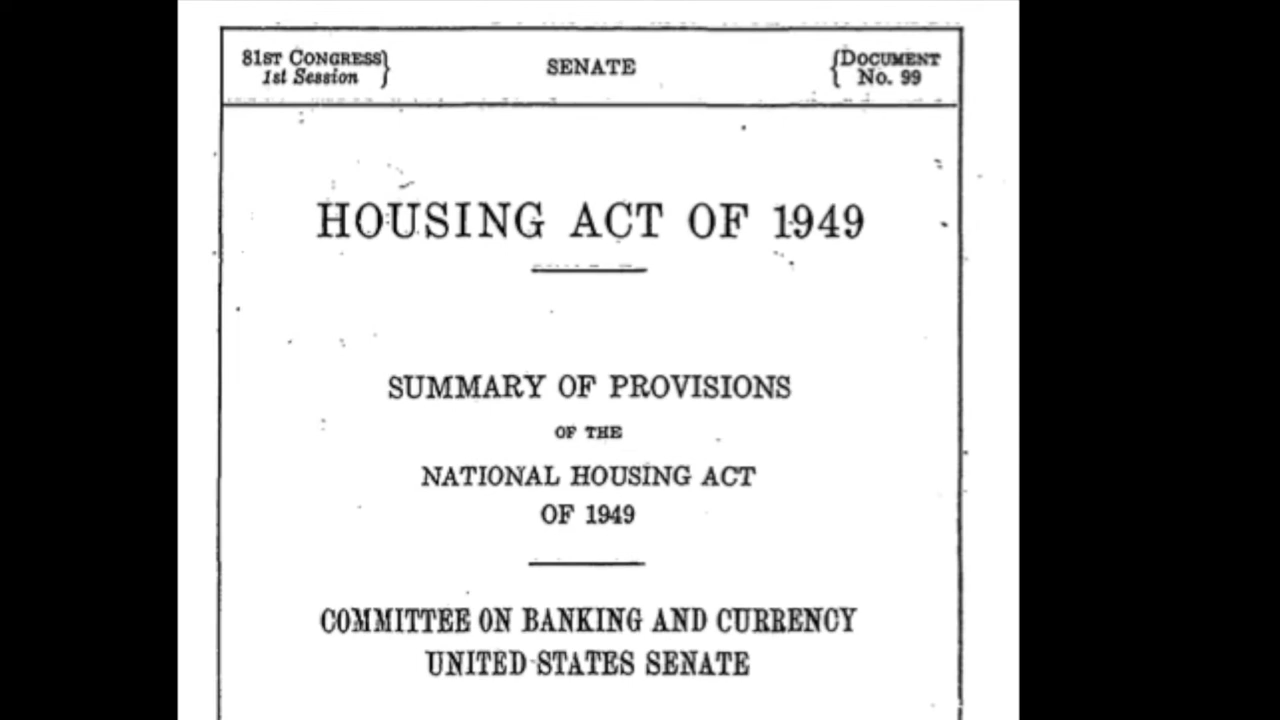 81ST CONGRESS
1st Session
SENATE
DOCUMENT
No. 99
HOUSING ACT OF 1949
SUMMARY OF PROVISIONS
OF THE
NATIONAL HOUSING ACT
OF 1949
COMMITTEE ON BANKING AND CURRENCY
UNITED STATES SENATE